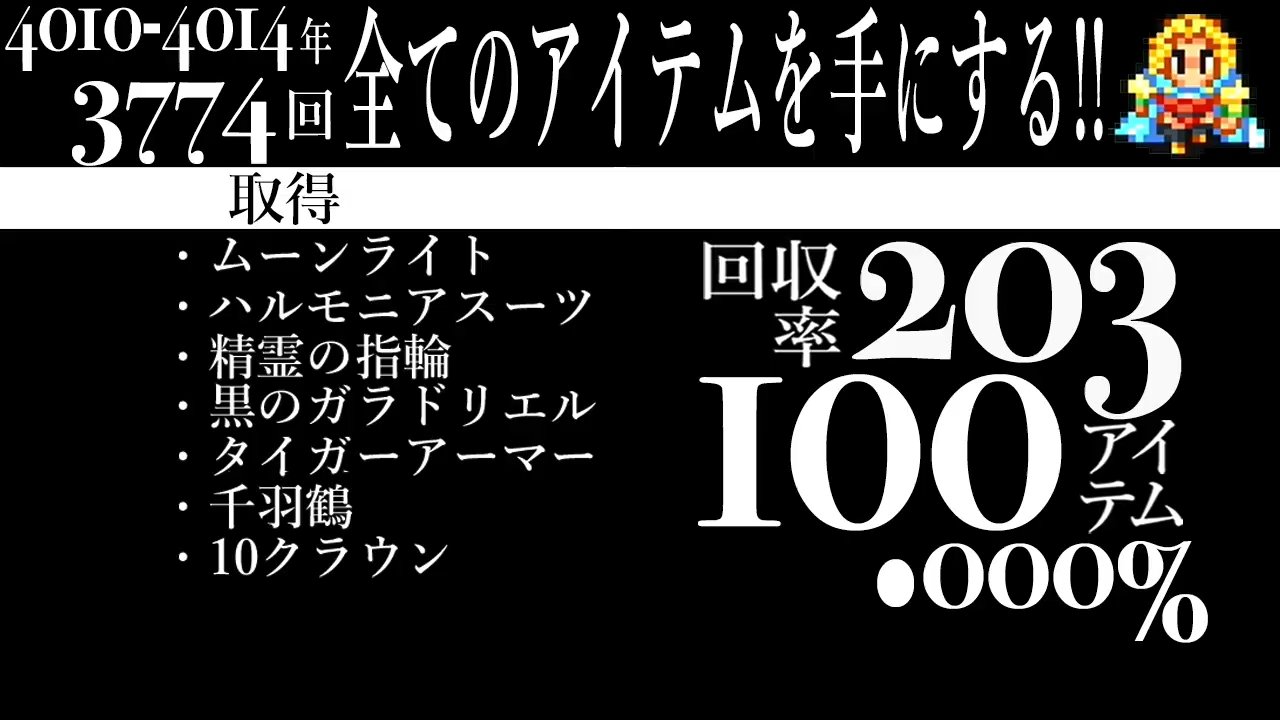 4010-4014年
3774回
全てのアイテムを手にする!!
取得
・ムーンライト
・ハルモニアスーツ
・精霊の指輪
・黒のガラドリエル
・タイガーアーマー
・千羽鶴
・10クラウン
回収率
203アイテム
100.000%